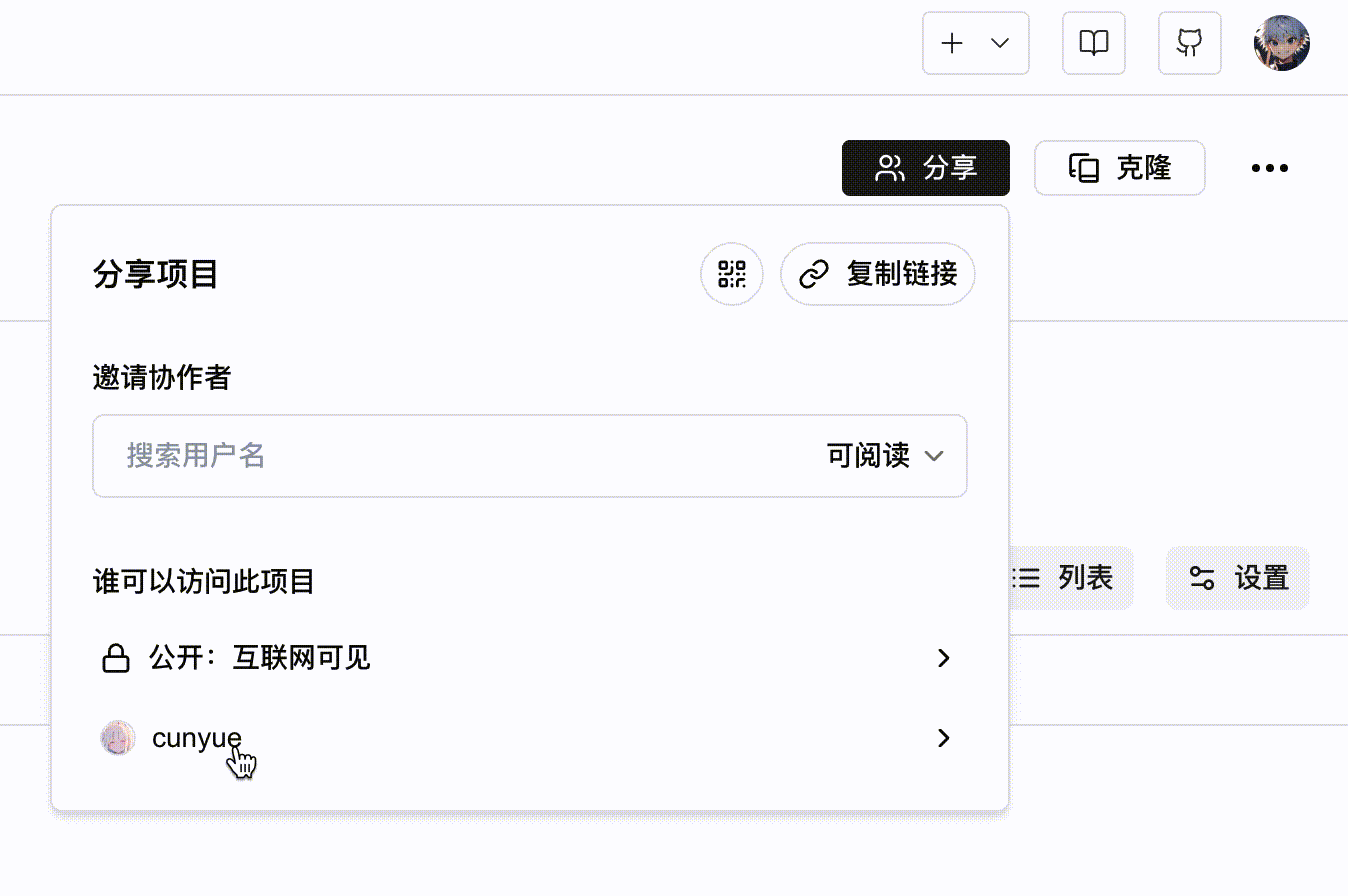 分享
克隆
分享项目
复制链接
邀请协作者
搜索用户名
可阅读
列表
设置
谁可以访问此项目
公开：互联网可见
cunyue